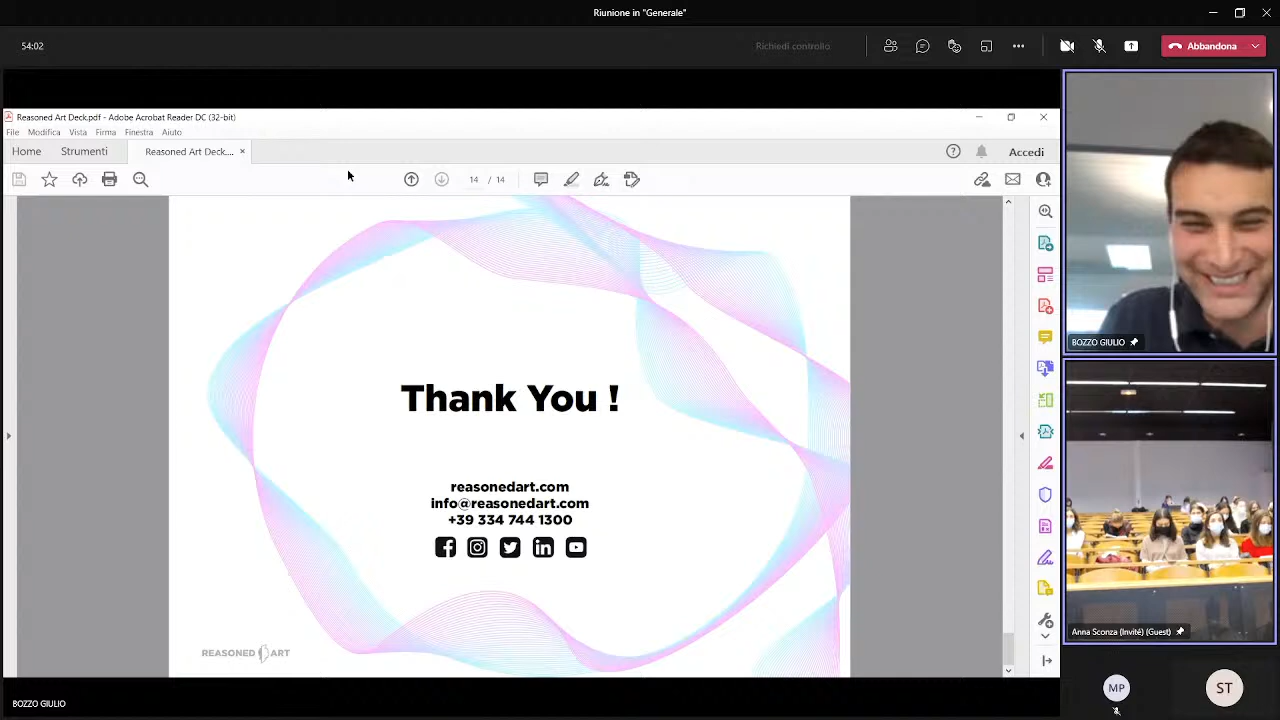 Riunione in "Generale"
54:02
Richiedi controllo
Abbandona
Reasoned Art Deck.pdf - Adobe Acrobat Reader DC (32-bit)
File Modifica Vista Firma Finestra Aiuto
Home Strumenti Reasoned Art Deck... Accedi
14 / 14
Thank You !
reasonedart.com
info@reasonedart.com
+39 334 744 1300
REASONED ART
BOZZO GIULIO
BOZZO GIULIO
Anna Sconza (Invité) (Guest)
MP
ST